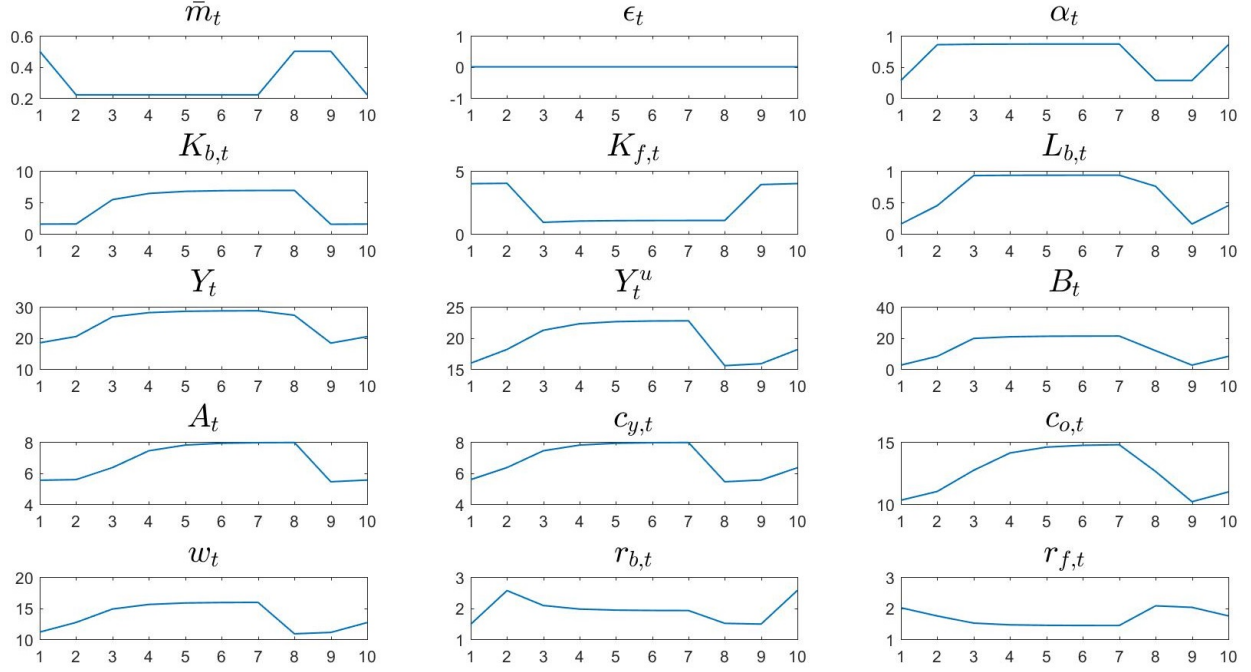 m̄_t ε_t α_t
0.6 1 1
0.4 0 0.5
0.2 -1 0
1 2 3 4 5 6 7 8 9 10 1 2 3 4 5 6 7 8 9 10 1 2 3 4 5 6 7 8 9 10
K_{b,t} K_{f,t} L_{b,t}
10 5 1
5 0.5
0 0 0
1 2 3 4 5 6 7 8 9 10 1 2 3 4 5 6 7 8 9 10 1 2 3 4 5 6 7 8 9 10
Y_t Y_t^u B_t
30 25 40
20 20 20
10 15 0
1 2 3 4 5 6 7 8 9 10 1 2 3 4 5 6 7 8 9 10 1 2 3 4 5 6 7 8 9 10
A_t c_{y,t} c_{o,t}
8 8 15
6 6
4 4 10
1 2 3 4 5 6 7 8 9 10 1 2 3 4 5 6 7 8 9 10 1 2 3 4 5 6 7 8 9 10
w_t r_{b,t} r_{f,t}
20 3 3
15 2 2
10 1 1
1 2 3 4 5 6 7 8 9 10 1 2 3 4 5 6 7 8 9 10 1 2 3 4 5 6 7 8 9 10